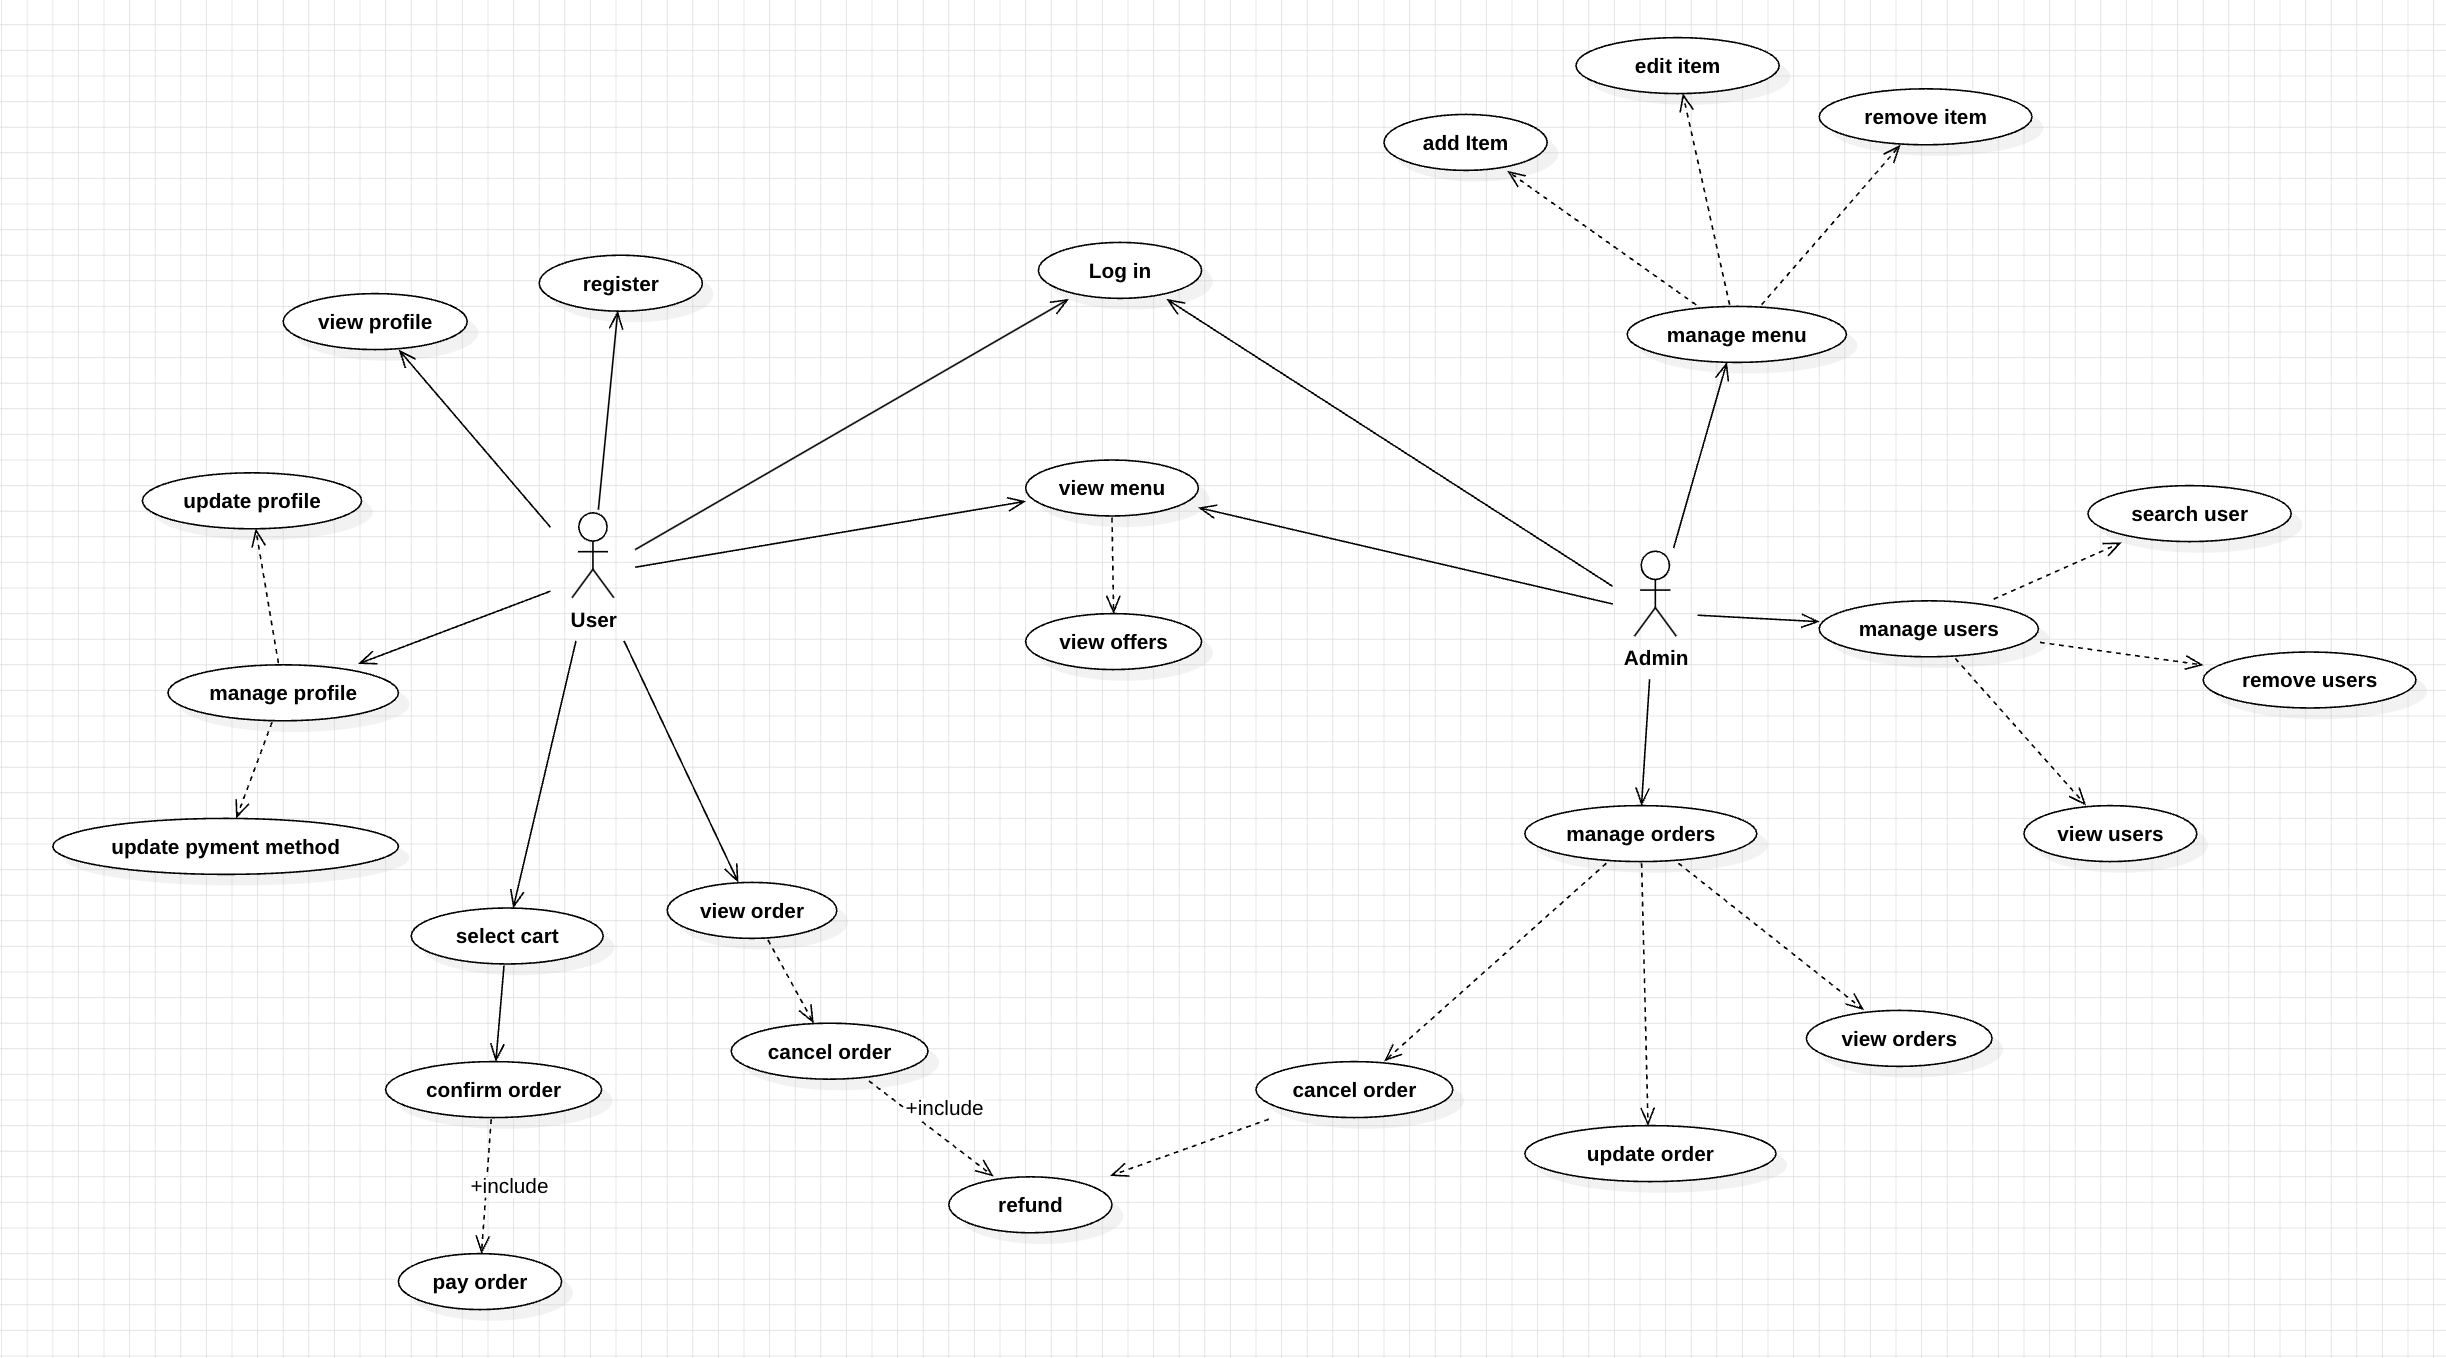 edit item
remove item
add Item
Log in
register
view profile
manage menu
view menu
update profile
search user
User
view offers
manage users
Admin
remove users
manage profile
manage orders
view users
update pyment method
view order
select cart
view orders
cancel order
confirm order
cancel order
+include
update order
+include
refund
pay order